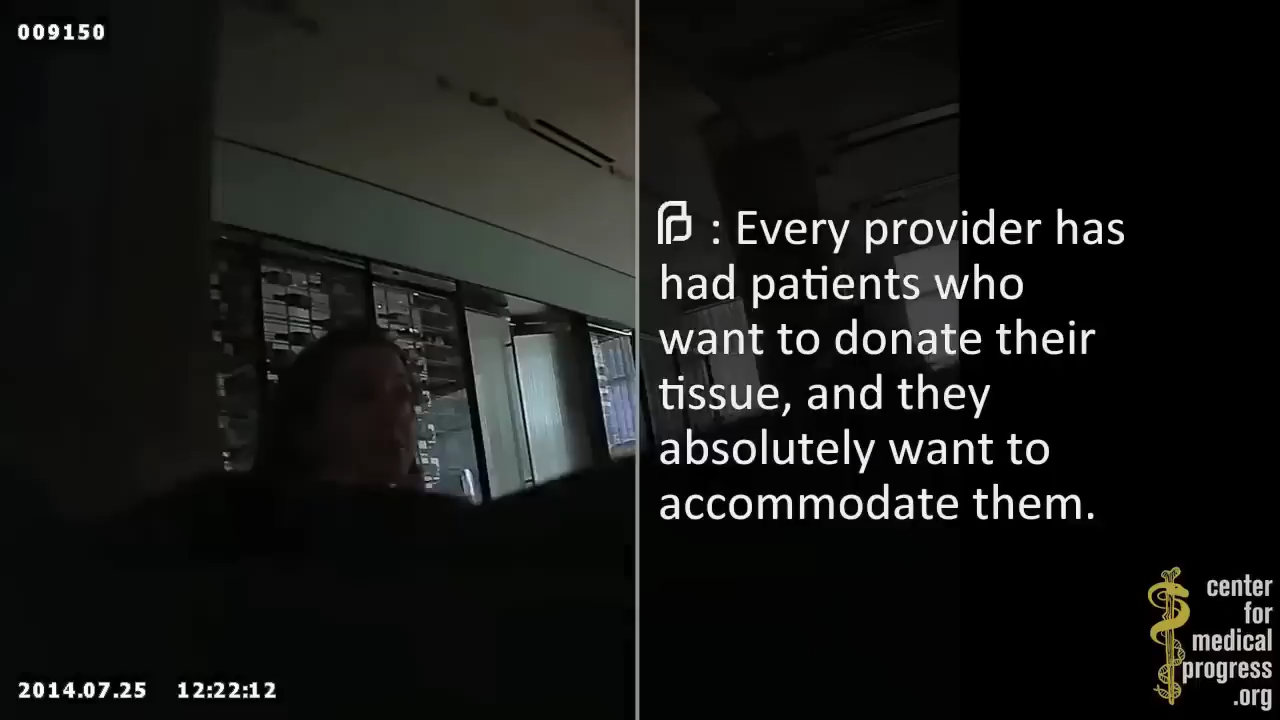 009150
: Every provider has
had patients who
want to donate their
tissue, and they
absolutely want to
accommodate them.
center
for
medical
progress
.org
2014.07.25 12:22:12